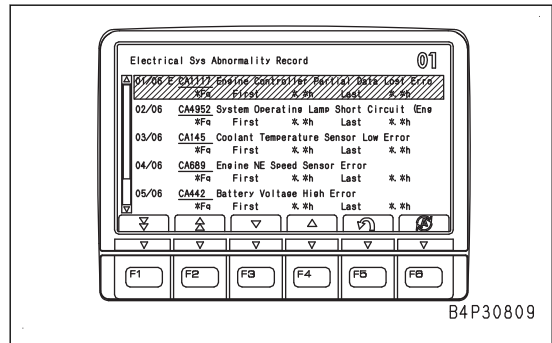 Electrical Sys Abnormality Record 01
01/06 E CA1117 Engine Controller Partial Data Lost Erro
*Fq First *.*h Last *.*h
02/06 CA4952 System Operating Lamp Short Circuit (Eng
*Fq First *.*h Last *.*h
03/06 CA145 Coolant Temperature Sensor Low Error
*Fq First *.*h Last *.*h
04/06 CA689 Engine NE Speed Sensor Error
*Fq First *.*h Last *.*h
05/06 CA442 Battery Voltage High Error
*Fq First *.*h Last *.*h
F1 F2 F3 F4 F5 F6
B4P30809